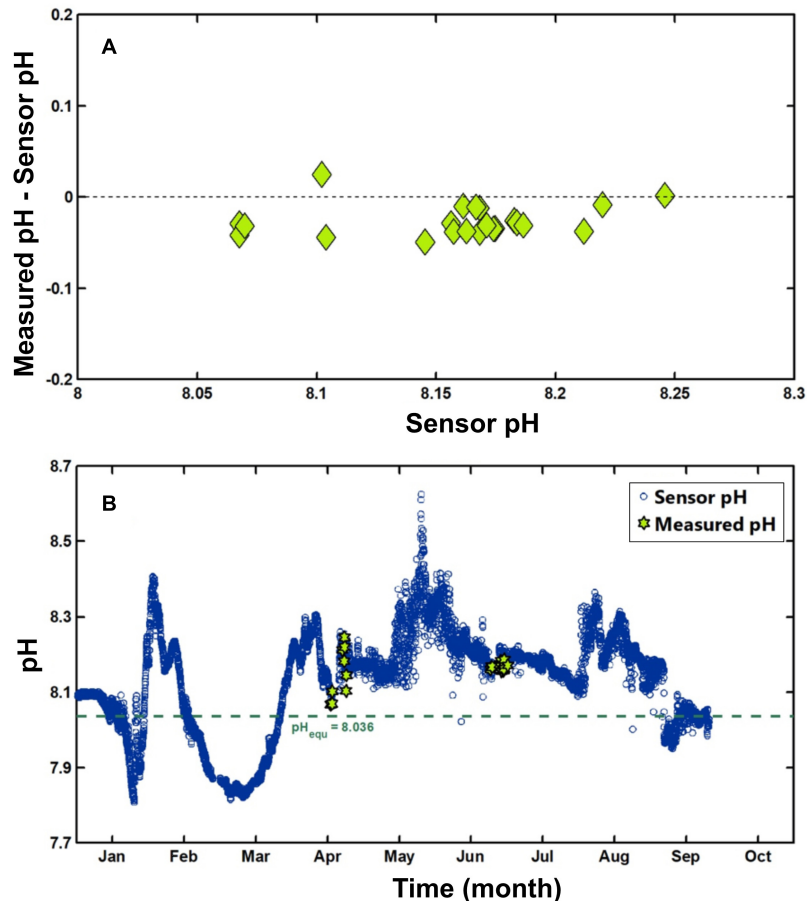 A
Measured pH - Sensor pH
0.2
0.1
0
-0.1
-0.2
8 8.05 8.1 8.15 8.2 8.25 8.3
Sensor pH
B
Sensor pH
Measured pH
pH
8.7
8.5
8.3
8.1
7.9
7.7
pHequ = 8.036
Jan Feb Mar Apr May Jun Jul Aug Sep Oct
Time (month)